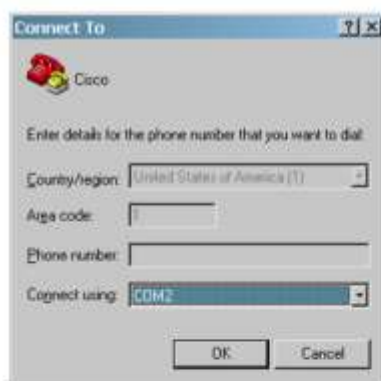 Connect To
Cisco
Enter details for the phone number that you want to dial:
Country/region: United States of America (1)
Area code: 1
Phone number:
Connect using: COM2
OK Cancel